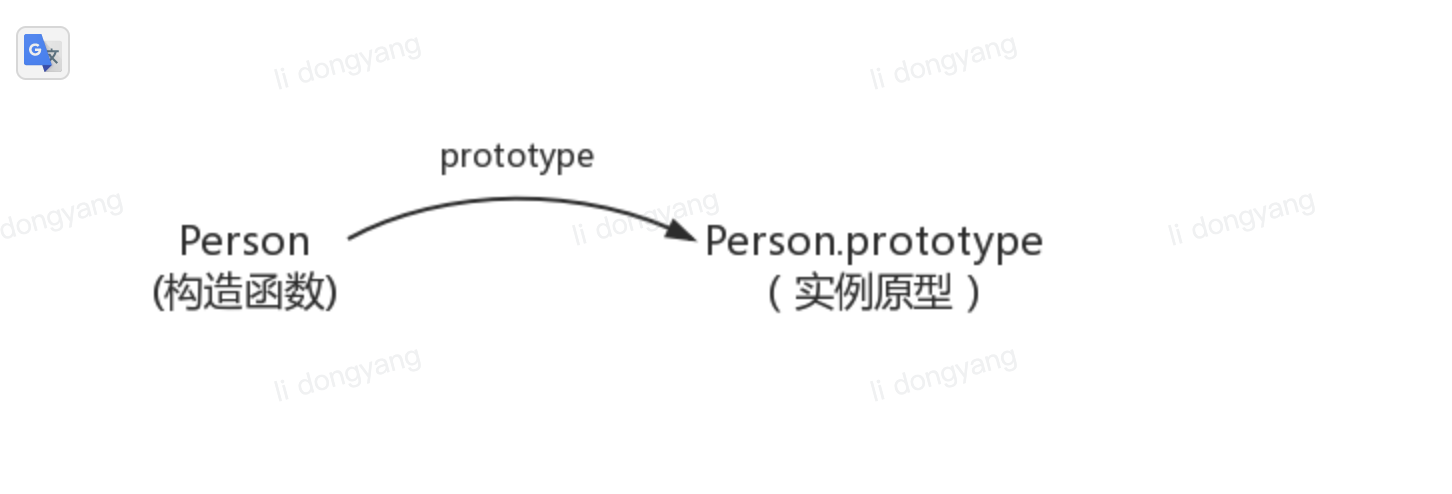 li dongyang
li dongyang
prototype
dongyang
li dongyang
li dongyang
Person
Person.prototype
(构造函数)
（实例原型）
li dongyang
li dongyang